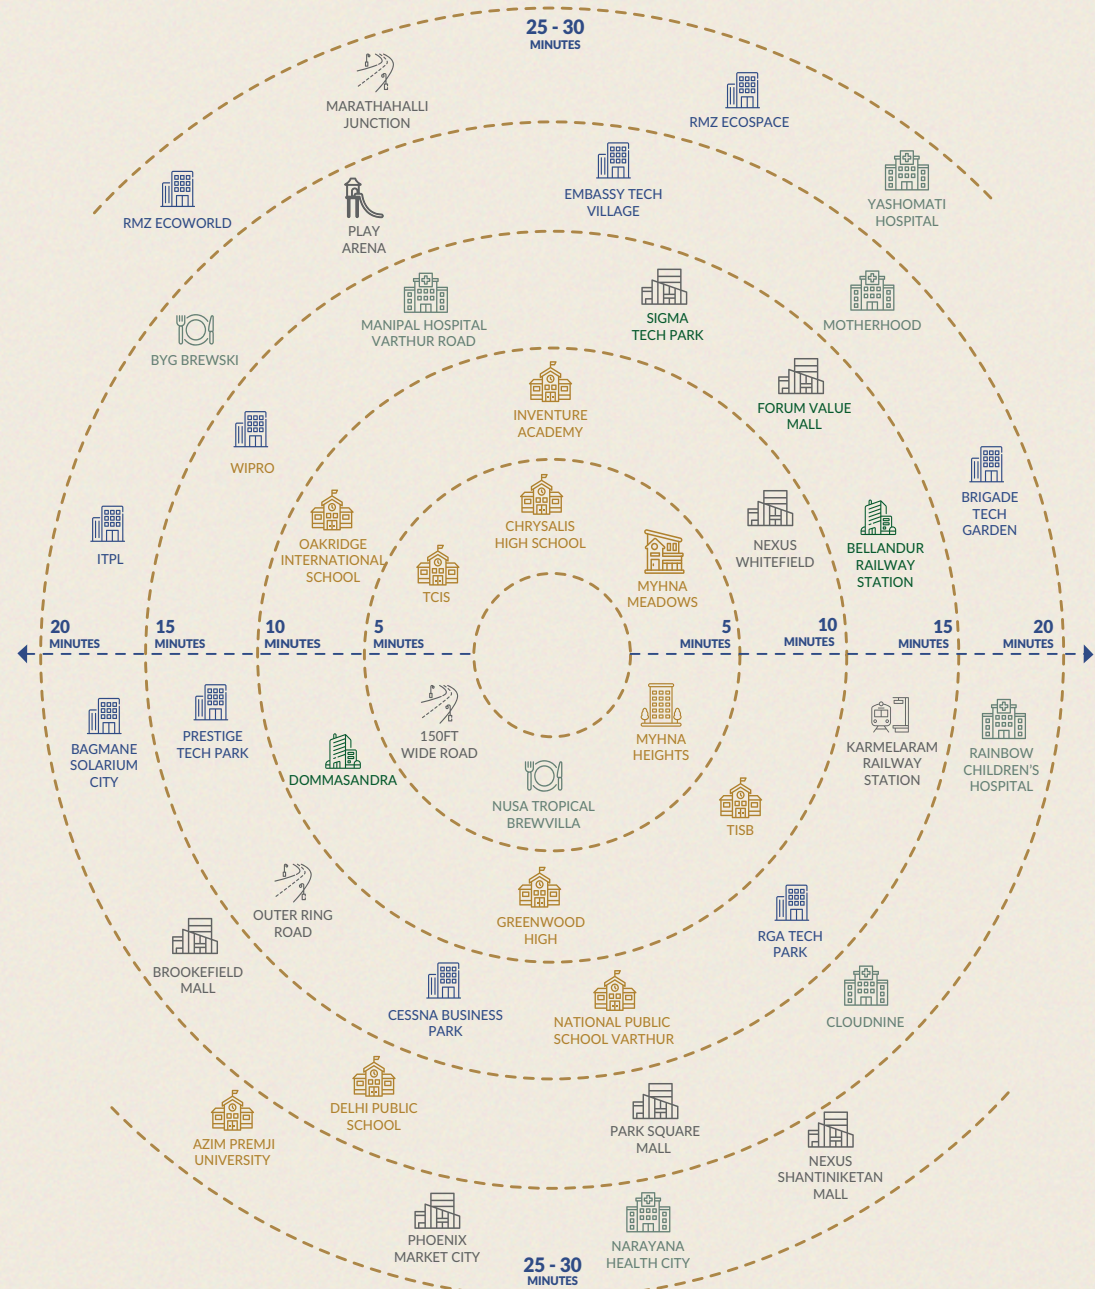 25 - 30
MINUTES
MARATHAHALLI
JUNCTION
RMZ ECOSPACE
RMZ ECOWORLD
PLAY
ARENA
EMBASSY TECH
VILLAGE
YASHOMATI
HOSPITAL
BYG BREWSKI
MANIPAL HOSPITAL
VARTHUR ROAD
SIGMA
TECH PARK
MOTHERHOOD
WIPRO
INVENTURE
ACADEMY
FORUM VALUE
MALL
ITPL
OAKRIDGE
INTERNATIONAL
SCHOOL
TCIS
CHRYSALIS
HIGH SCHOOL
MYHNA
MEADOWS
NEXUS
WHITEFIELD
BELLANDUR
RAILWAY
STATION
BRIGADE
TECH
GARDEN
20
MINUTES
15
MINUTES
10
MINUTES
5
MINUTES
5
MINUTES
10
MINUTES
15
MINUTES
20
MINUTES
BAGMANE
SOLARIUM
CITY
PRESTIGE
TECH PARK
DOMMASANDRA
150FT
WIDE ROAD
NUSA TROPICAL
BREWVILLA
MYHNA
HEIGHTS
TISB
KARMELARAM
RAILWAY
STATION
RAINBOW
CHILDREN'S
HOSPITAL
OUTER RING
ROAD
GREENWOOD
HIGH
RGA TECH
PARK
BROOKEFIELD
MALL
CESSNA BUSINESS
PARK
NATIONAL PUBLIC
SCHOOL VARTHUR
CLOUDNINE
AZIM PREMJI
UNIVERSITY
DELHI PUBLIC
SCHOOL
PARK SQUARE
MALL
NEXUS
SHANTINIKETAN
MALL
PHOENIX
MARKET CITY
NARAYANA
HEALTH CITY
25 - 30
MINUTES